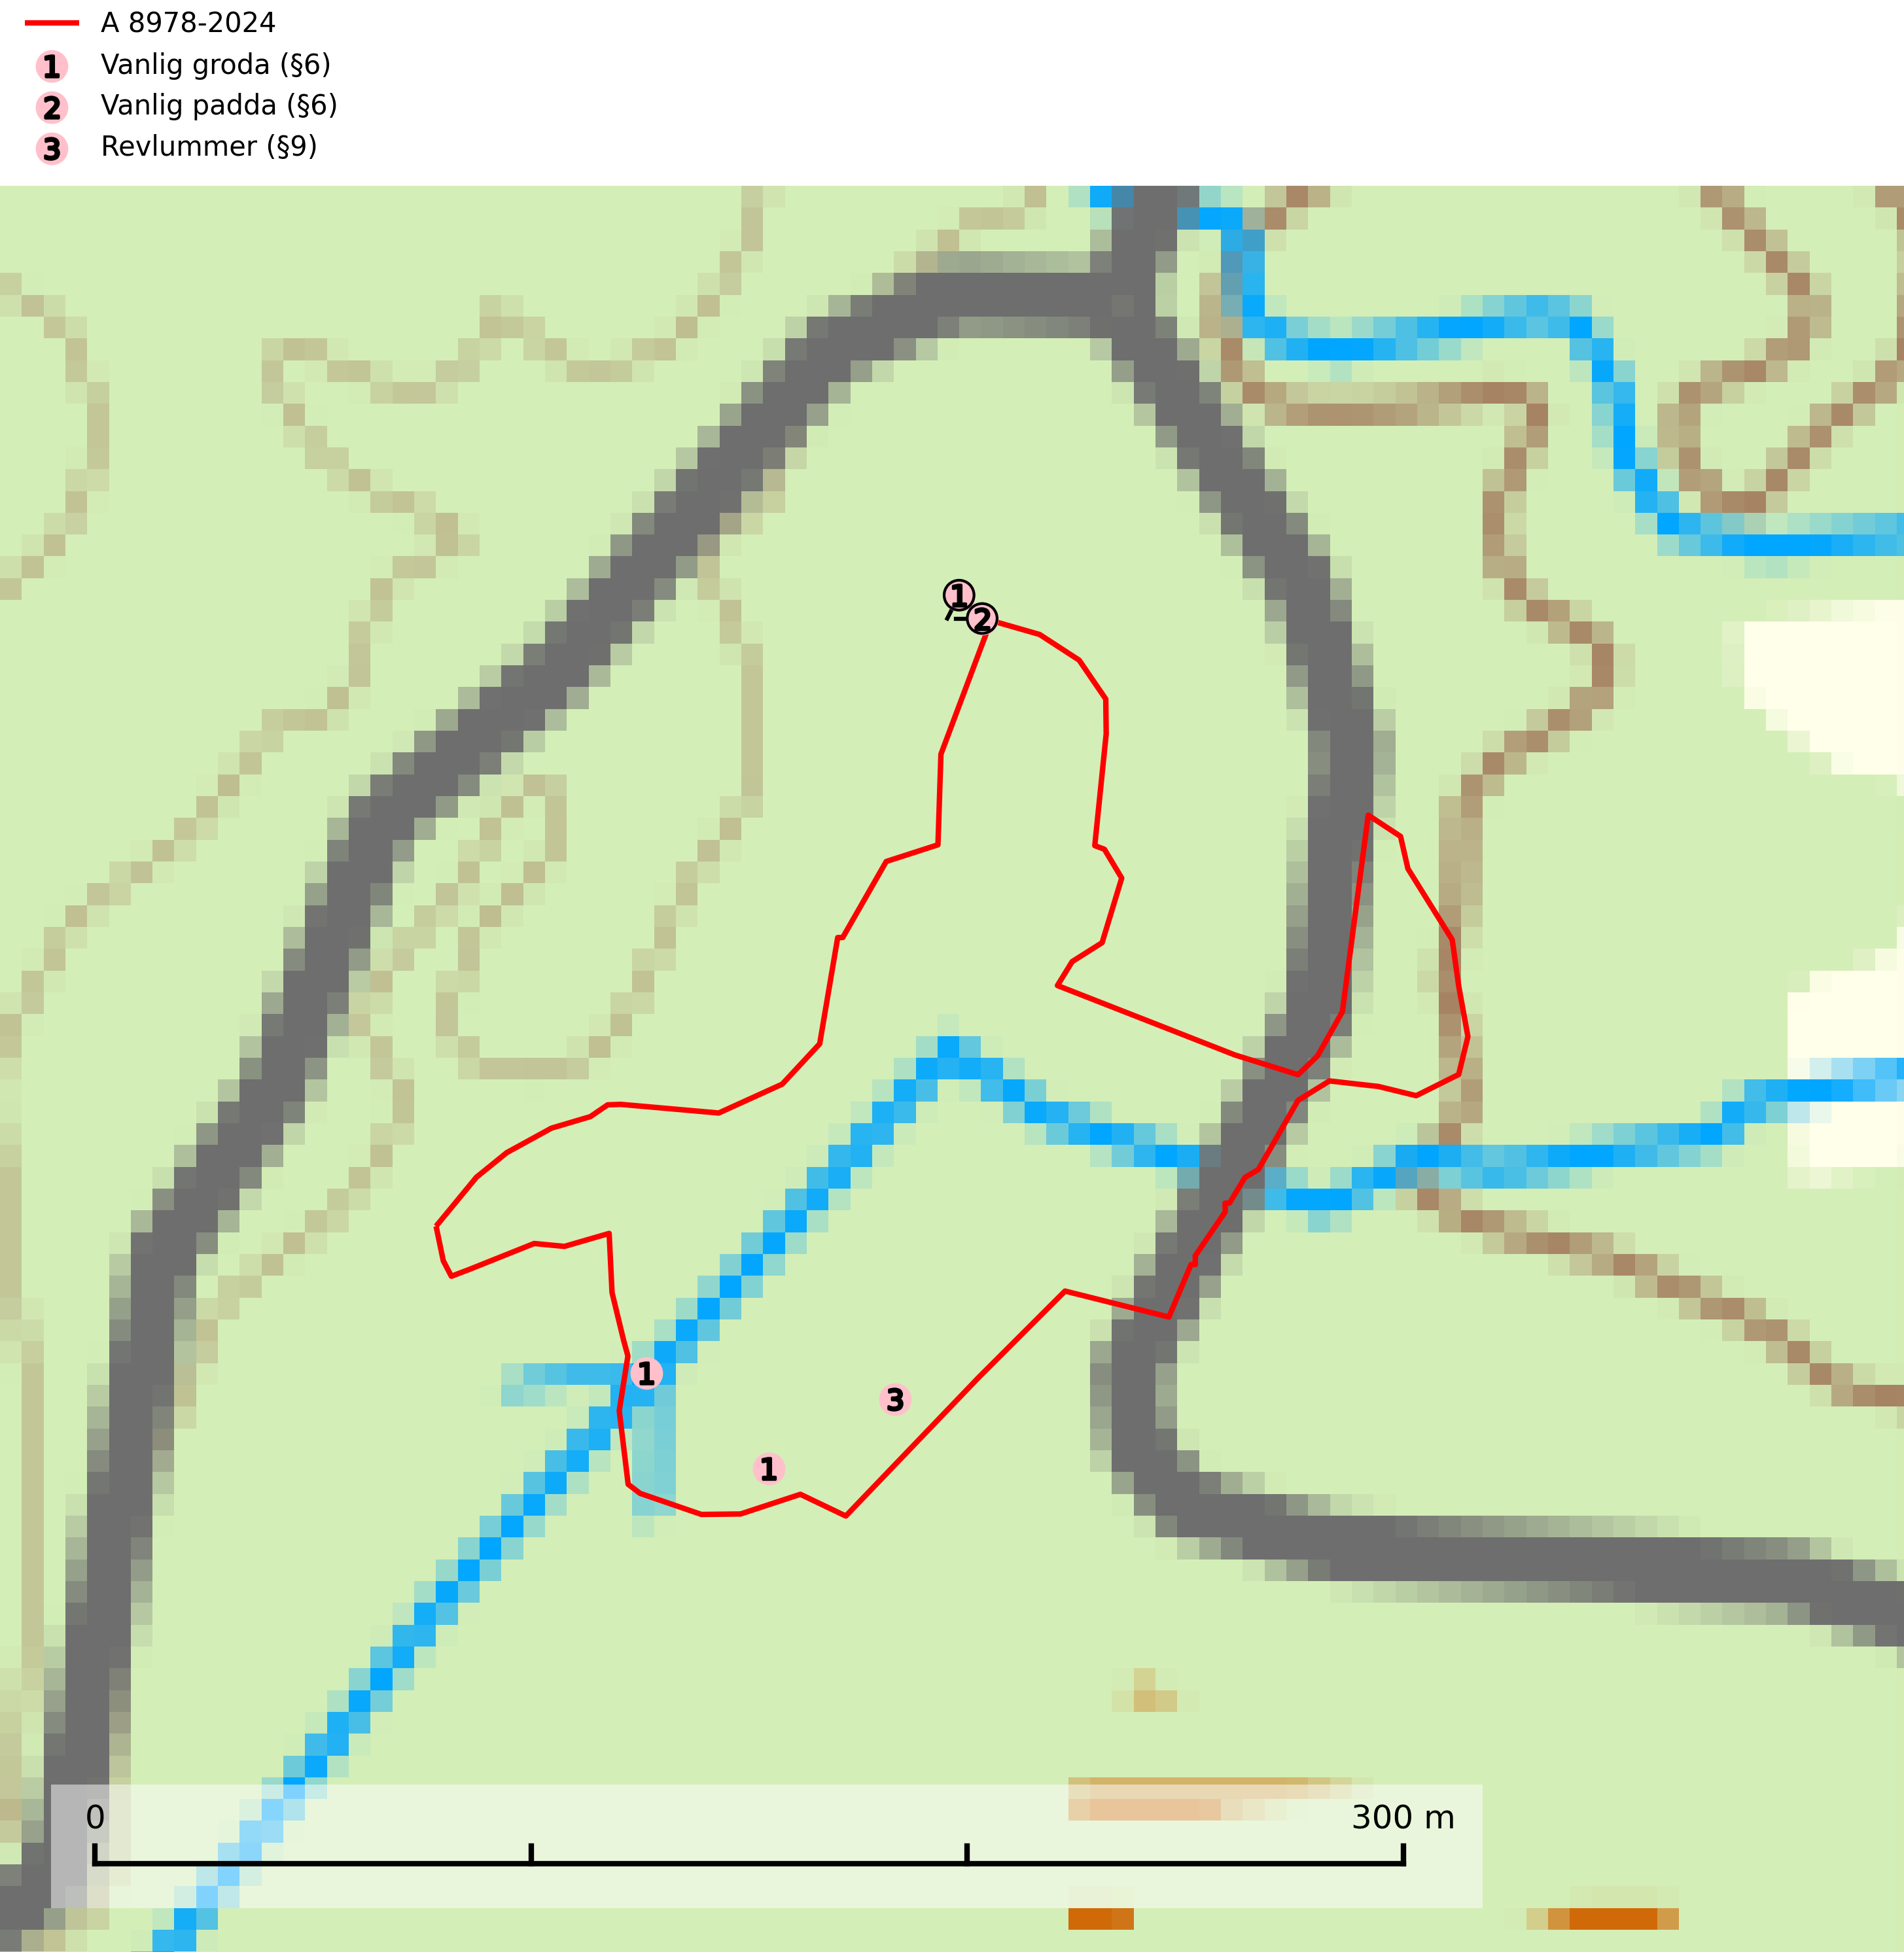 A 8978-2024
1 Vanlig groda (§6)
2 Vanlig padda (§6)
3 Revlummer (§9)
1
2
1
3
1
0 300 m